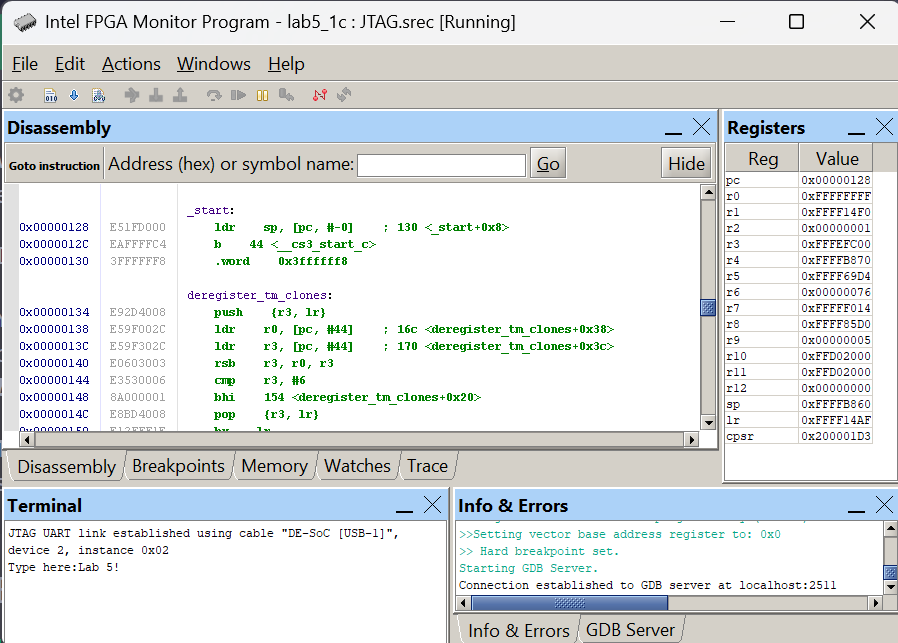 Intel FPGA Monitor Program - lab5_1c : JTAG.srec [Running]
File Edit Actions Windows Help
Disassembly
Goto instruction Address (hex) or symbol name: Go Hide
_start:
0x00000128 E51FD000 ldr sp, [pc, #-0] ; 130 <_start+0x8>
0x0000012C EAFFFFC4 b 44 <__cs3_start_c>
0x00000130 3FFFFFF8 .word 0x3ffffff8
deregister_tm_clones:
0x00000134 E92D4008 push {r3, lr}
0x00000138 E59F002C ldr r0, [pc, #44] ; 16c <deregister_tm_clones+0x38>
0x0000013C E59F302C ldr r3, [pc, #44] ; 170 <deregister_tm_clones+0x3c>
0x00000140 E0603003 rsb r3, r0, r3
0x00000144 E3530006 cmp r3, #6
0x00000148 8A000001 bhi 154 <deregister_tm_clones+0x20>
0x0000014C E8BD4008 pop {r3, lr}
0x00000150 E12FFF1E bx lr
Disassembly Breakpoints Memory Watches Trace
Registers
Reg Value
pc 0x00000128
r0 0xFFFFFFFF
r1 0xFFFF14F0
r2 0x00000001
r3 0xFFFEFC00
r4 0xFFFFB870
r5 0xFFFF69D4
r6 0x00000076
r7 0xFFFFF014
r8 0xFFFF85D0
r9 0x00000005
r10 0xFFD02000
r11 0xFFD02000
r12 0x00000000
sp 0xFFFFB860
lr 0xFFFF14AF
cpsr 0x200001D3
Terminal
JTAG UART link established using cable "DE-SoC [USB-1]",
device 2, instance 0x02
Type here:Lab 5!
Info & Errors
>>Setting vector base address register to: 0x0
>> Hard breakpoint set.
Starting GDB Server.
Connection established to GDB server at localhost:2511
Info & Errors GDB Server